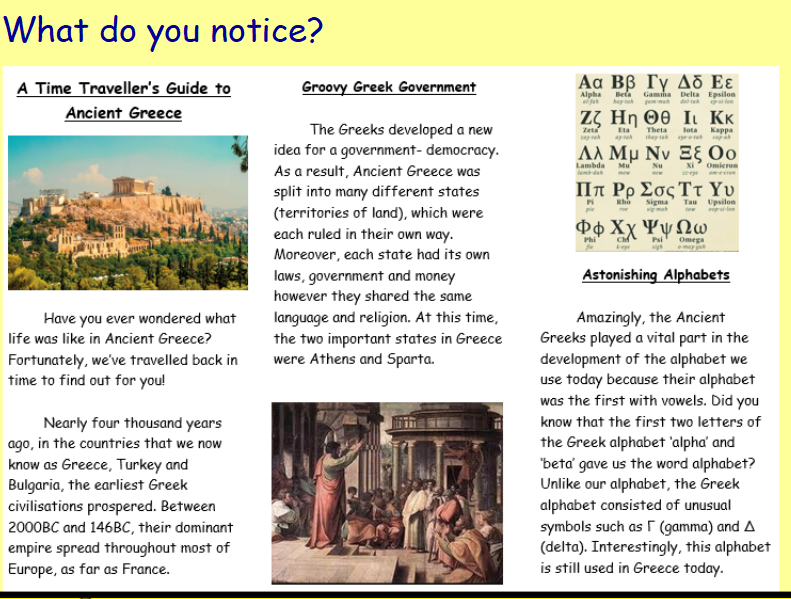 What do you notice?
A Time Traveller's Guide to
Ancient Greece
Have you ever wondered what
life was like in Ancient Greece?
Fortunately, we've travelled back in
time to find out for you!
Nearly four thousand years
ago, in the countries that we now
know as Greece, Turkey and
Bulgaria, the earliest Greek
civilisations prospered. Between
2000BC and 146BC, their dominant
empire spread throughout most of
Europe, as far as France.
Groovy Greek Government
The Greeks developed a new
idea for a government- democracy.
As a result, Ancient Greece was
split into many different states
(territories of land), which were
each ruled in their own way.
Moreover, each state had its own
laws, government and money
however they shared the same
language and religion. At this time,
the two important states in Greece
were Athens and Sparta.
Αα Ββ Γγ Δδ Εε
Alpha Beta Gamma Delta Epsilon
Ζζ Ηη Θθ Ιι Κκ
Zeta Eta Theta Iota Kappa
Λλ Μμ Νν Ξξ Οο
Lambda Mu Nu Xi Omicron
Ππ Ρρ Σσς Ττ Υυ
Pi Rho Sigma Tau Upsilon
Φφ Χχ Ψψ Ωω
Phi Chi Psi Omega
Astonishing Alphabets
Amazingly, the Ancient
Greeks played a vital part in the
development of the alphabet we
use today because their alphabet
was the first with vowels. Did you
know that the first two letters of
the Greek alphabet 'alpha' and
'beta' gave us the word alphabet?
Unlike our alphabet, the Greek
alphabet consisted of unusual
symbols such as Γ (gamma) and Δ
(delta). Interestingly, this alphabet
is still used in Greece today.